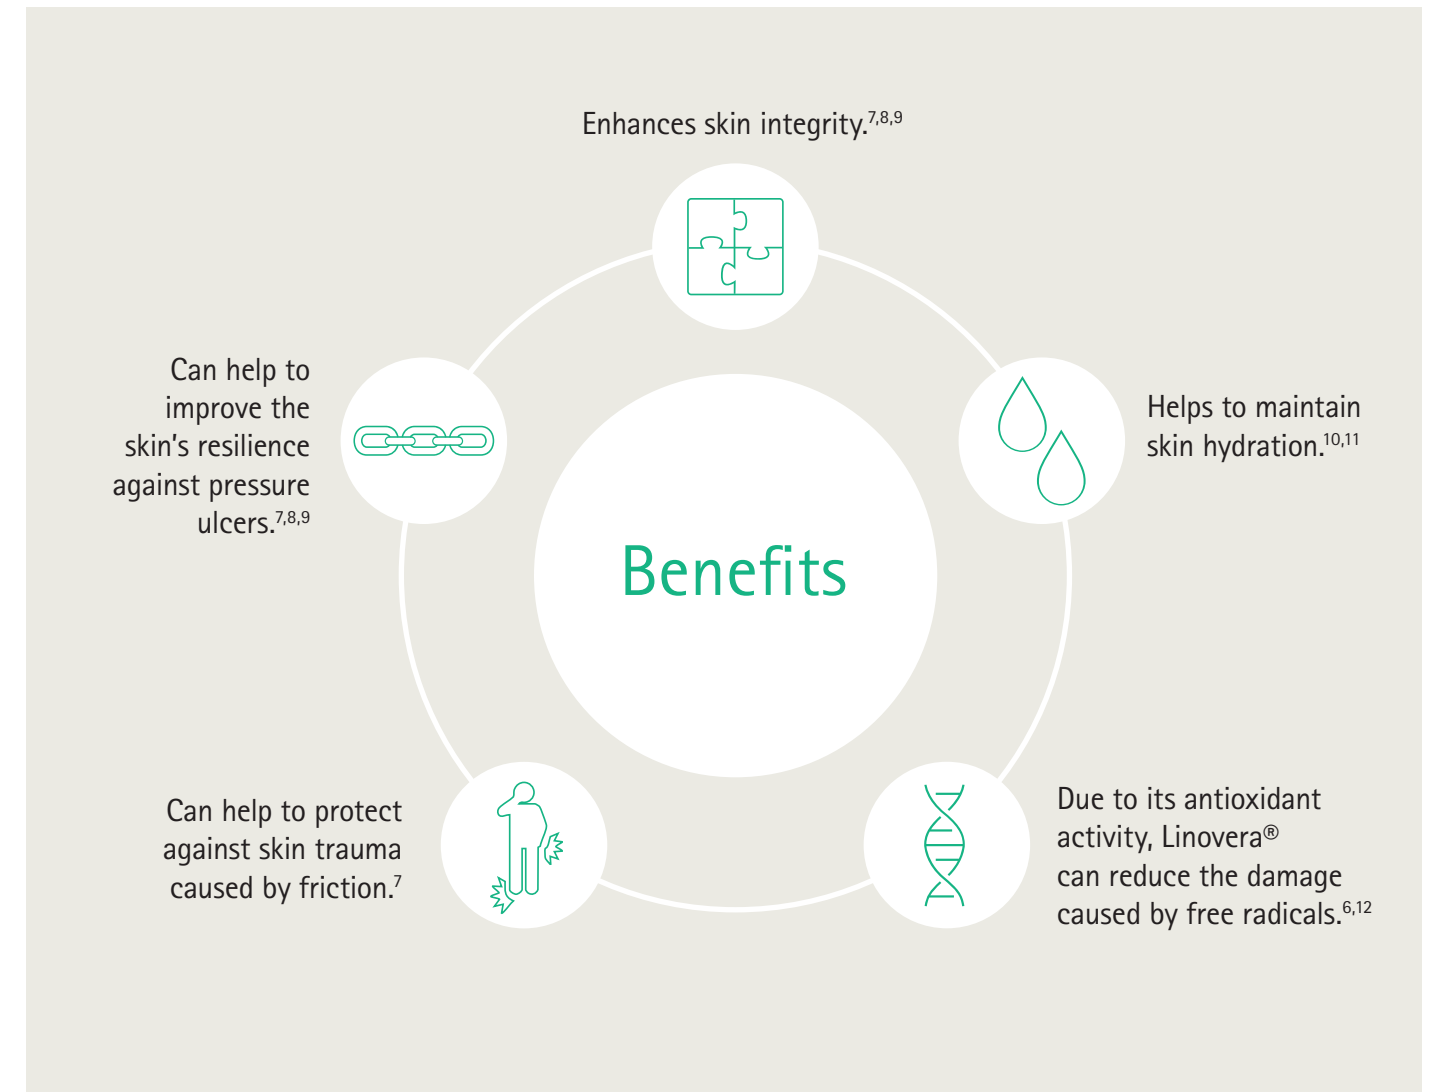 Enhances skin integrity.7,8,9
Can help to
improve the
skin's resilience
against pressure
ulcers.7,8,9
Helps to maintain
skin hydration.10,11
Benefits
Can help to protect
against skin trauma
caused by friction.7
Due to its antioxidant
activity, Linovera®
can reduce the damage
caused by free radicals.6,12